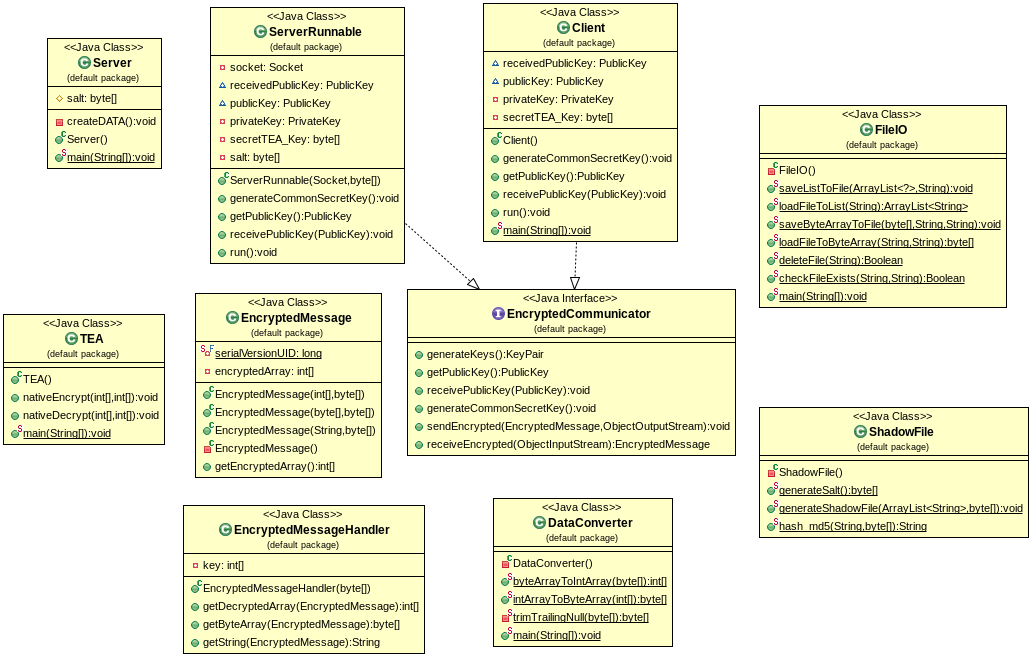 <<Java Class>>
Server
(default package)
salt: byte[]
createDATA():void
Server()
main(String[]):void
<<Java Class>>
ServerRunnable
(default package)
socket: Socket
receivedPublicKey: PublicKey
publicKey: PublicKey
privateKey: PrivateKey
secretTEA_Key: byte[]
salt: byte[]
ServerRunnable(Socket,byte[])
generateCommonSecretKey():void
getPublicKey():PublicKey
receivePublicKey(PublicKey):void
run():void
<<Java Class>>
Client
(default package)
receivedPublicKey: PublicKey
publicKey: PublicKey
privateKey: PrivateKey
secretTEA_Key: byte[]
Client()
generateCommonSecretKey():void
getPublicKey():PublicKey
receivePublicKey(PublicKey):void
run():void
main(String[]):void
<<Java Class>>
FileIO
(default package)
FileIO()
saveListToFile(ArrayList<?>,String):void
loadFileToList(String):ArrayList<String>
saveByteArrayToFile(byte[],String,String):void
loadFileToByteArray(String,String):byte[]
deleteFile(String):Boolean
checkFileExists(String,String):Boolean
main(String[]):void
<<Java Class>>
TEA
(default package)
TEA()
nativeEncrypt(int[],int[]):void
nativeDecrypt(int[],int[]):void
main(String[]):void
<<Java Class>>
EncryptedMessage
(default package)
serialVersionUID: long
encryptedArray: int[]
EncryptedMessage(int[],byte[])
EncryptedMessage(byte[],byte[])
EncryptedMessage(String,byte[])
EncryptedMessage()
getEncryptedArray():int[]
<<Java Interface>>
EncryptedCommunicator
(default package)
generateKeys():KeyPair
getPublicKey():PublicKey
receivePublicKey(PublicKey):void
generateCommonSecretKey():void
sendEncrypted(EncryptedMessage,ObjectOutputStream):void
receiveEncrypted(ObjectInputStream):EncryptedMessage
<<Java Class>>
ShadowFile
(default package)
ShadowFile()
generateSalt():byte[]
generateShadowFile(ArrayList<String>,byte[]):void
hash_md5(String,byte[]):String
<<Java Class>>
EncryptedMessageHandler
(default package)
key: int[]
EncryptedMessageHandler(byte[])
getDecryptedArray(EncryptedMessage):int[]
getByteArray(EncryptedMessage):byte[]
getString(EncryptedMessage):String
<<Java Class>>
DataConverter
(default package)
DataConverter()
byteArrayToIntArray(byte[]):int[]
intArrayToByteArray(int[]):byte[]
trimTrailingNull(byte[]):byte[]
main(String[]):void